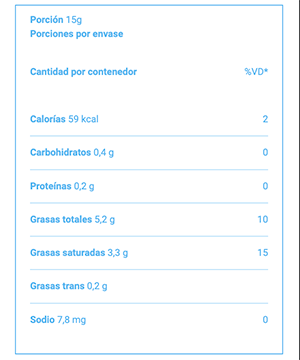 Porción 15g
Porciones por envase
Cantidad por contenedor %VD*
Calorías 59 kcal 2
Carbohidratos 0,4 g 0
Proteínas 0,2 g 0
Grasas totales 5,2 g 10
Grasas saturadas 3,3 g 15
Grasas trans 0,2 g
Sodio 7,8 mg 0